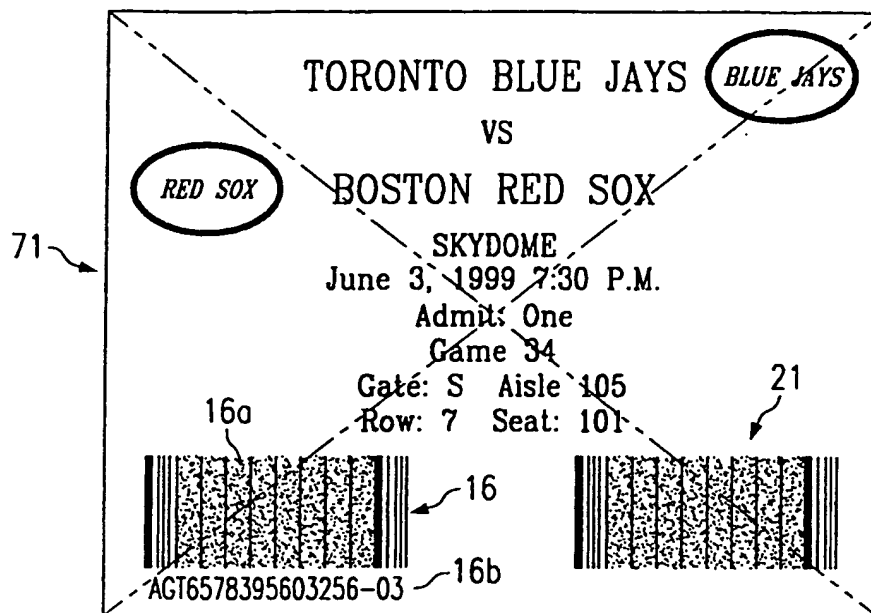 TORONTO BLUE JAYS
BLUE JAYS
VS
RED SOX
BOSTON RED SOX
71
SKYDOME
June 3, 1999 7:30 P.M.
Admit: One
Game 34
Gate: S Aisle 105
21
16a
Row: 7 Seat: 101
16
AGT6578395603256-03
16b